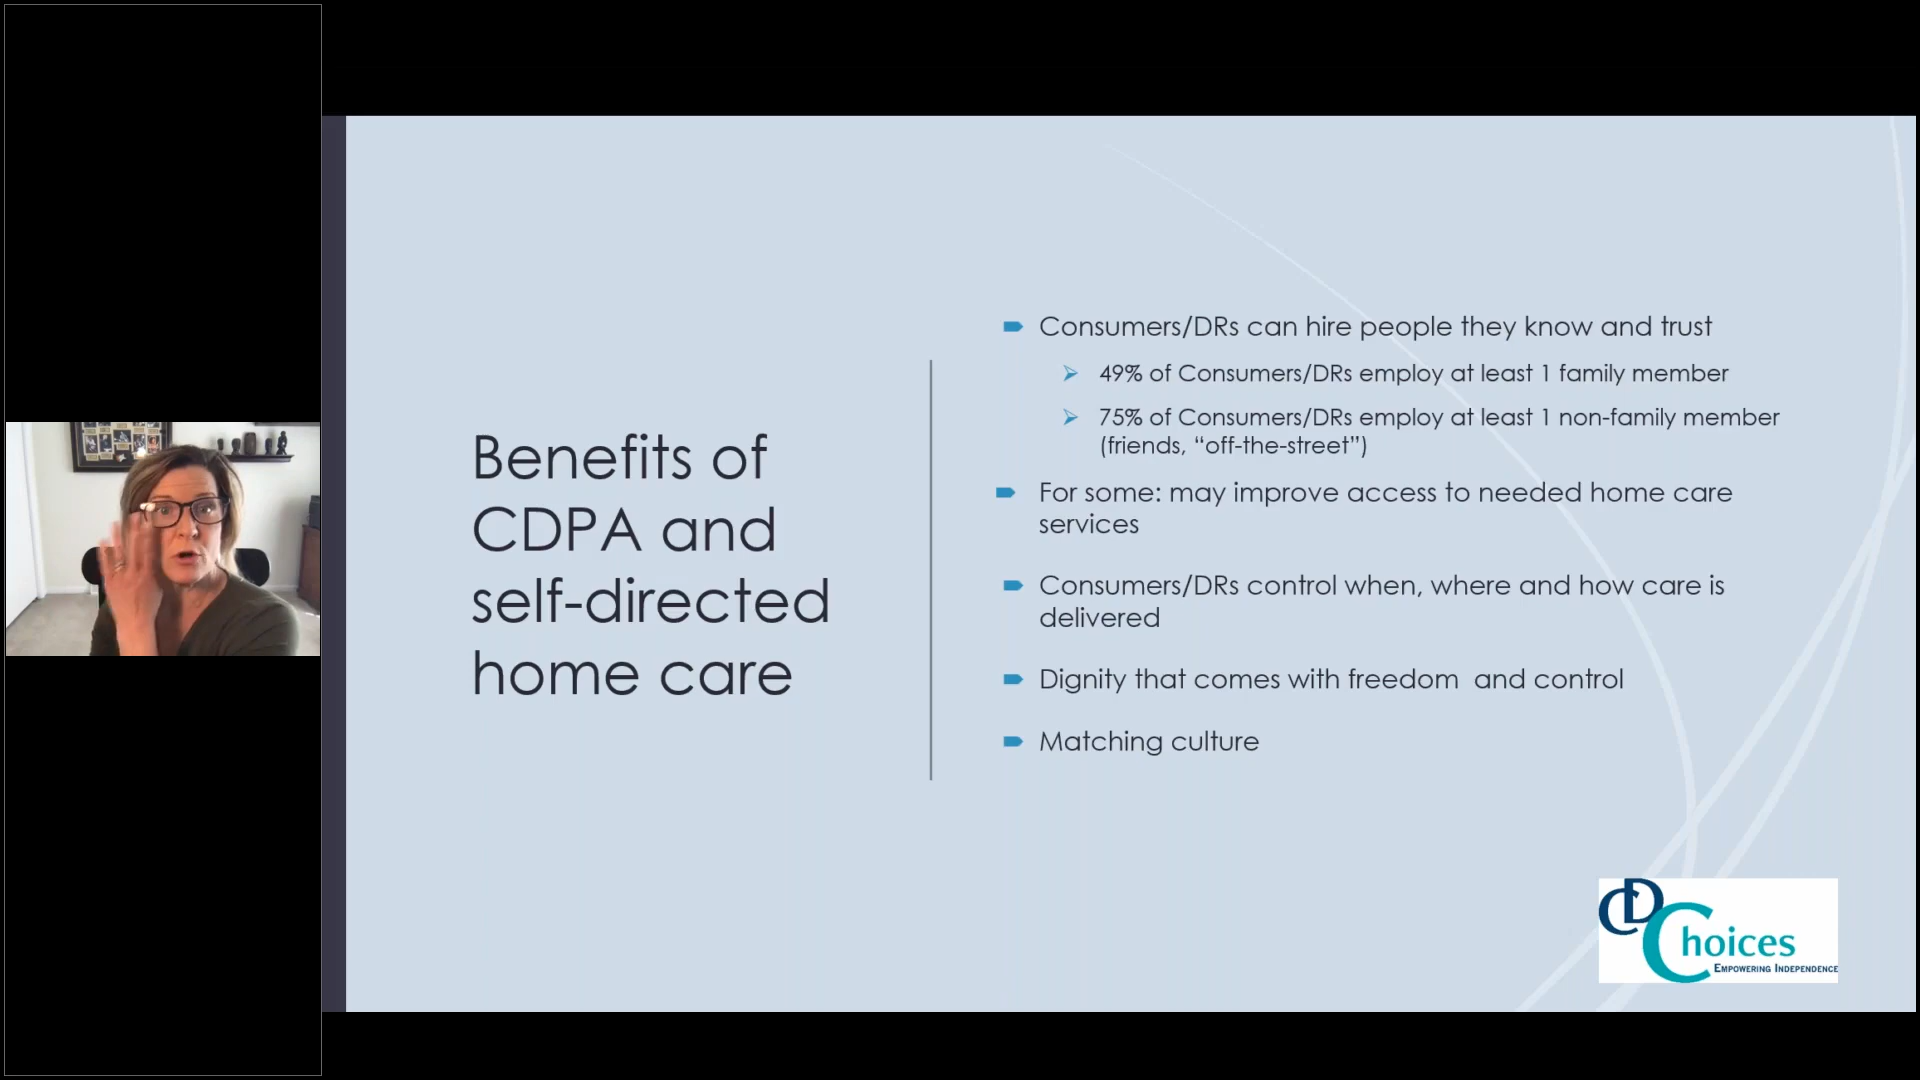 Benefits of
CDPA and
self-directed
home care
Consumers/DRs can hire people they know and trust
49% of Consumers/DRs employ at least 1 family member
75% of Consumers/DRs employ at least 1 non-family member
(friends, “off-the-street”)
For some: may improve access to needed home care
services
Consumers/DRs control when, where and how care is
delivered
Dignity that comes with freedom  and control
Matching culture
CDChoices
EMPOWERING INDEPENDENCE